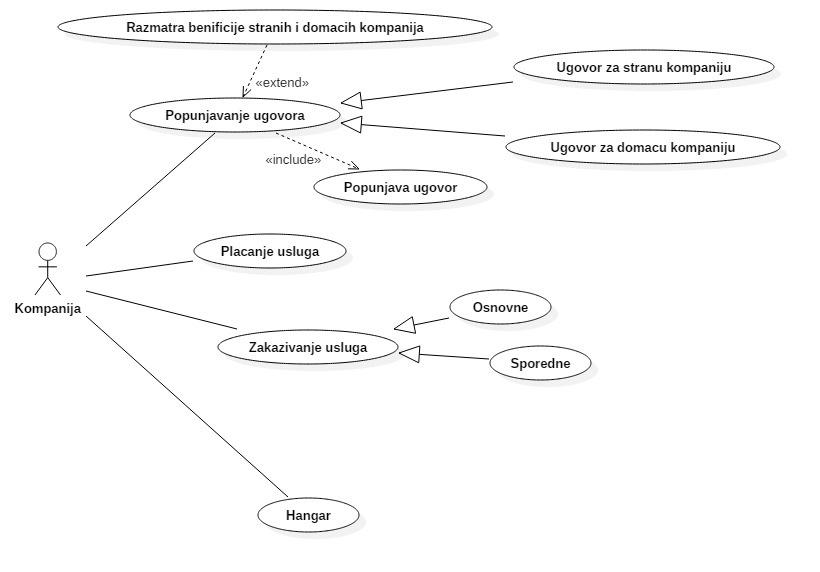 Razmatra benificije stranih i domacih kompanija
Ugovor za stranu kompaniju
«extend»
Popunjavanje ugovora
Ugovor za domacu kompaniju
«include»
Popunjava ugovor
Placanje usluga
Kompanija
Osnovne
Zakazivanje usluga
Sporedne
Hangar